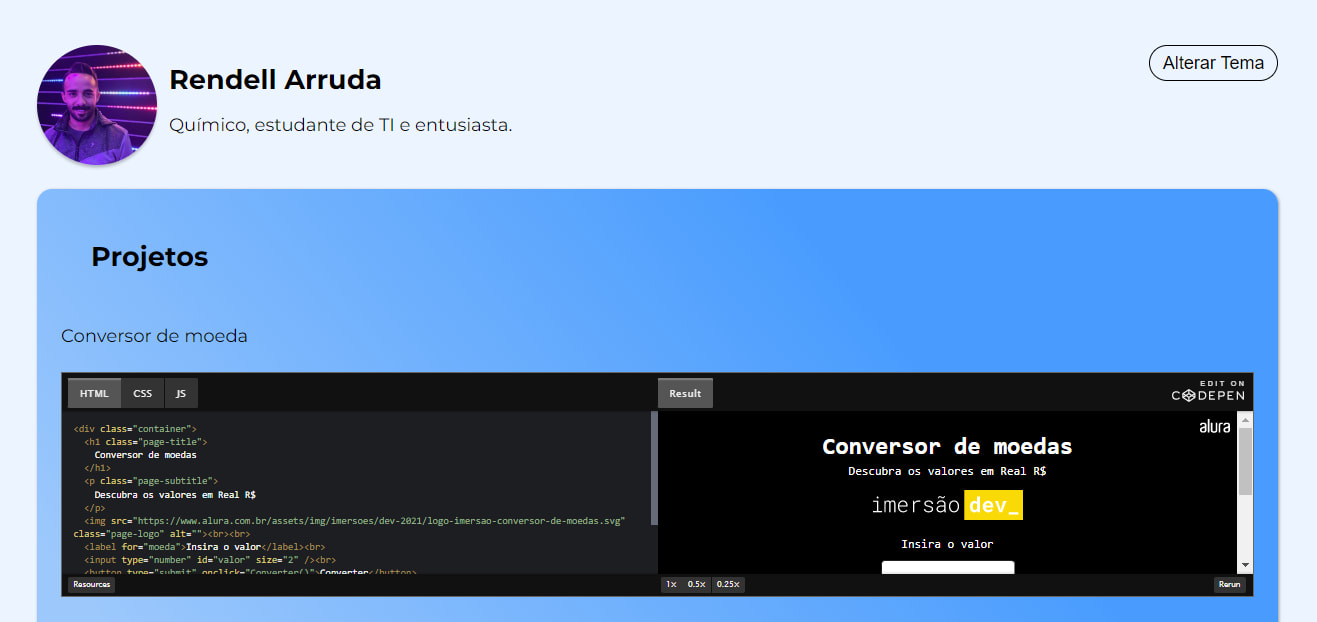 Rendell Arruda
Alterar Tema
Químico, estudante de TI e entusiasta.
Projetos
Conversor de moeda
HTML CSS JS
Result
EDIT ON
CODEPEN
<div class="container">
<h1 class="page-title">
Conversor de moedas
</h1>
<p class="page-subtitle">
Descubra os valores em Real R$
</p>
<img src="https://www.alura.com.br/assets/img/imersoes/dev-2021/logo-imersao-conversor-de-moedas.svg"
class="page-logo" alt=""><br><br>
<label for="moeda">Insira o valor</label><br>
<input type="number" id="valor" size="2" /><br>
<button type="submit" onclick="Converter()">Converter</button>
alura
Conversor de moedas
Descubra os valores em Real R$
imersão dev_
Insira o valor
Resources
1x 0.5x 0.25x
Rerun